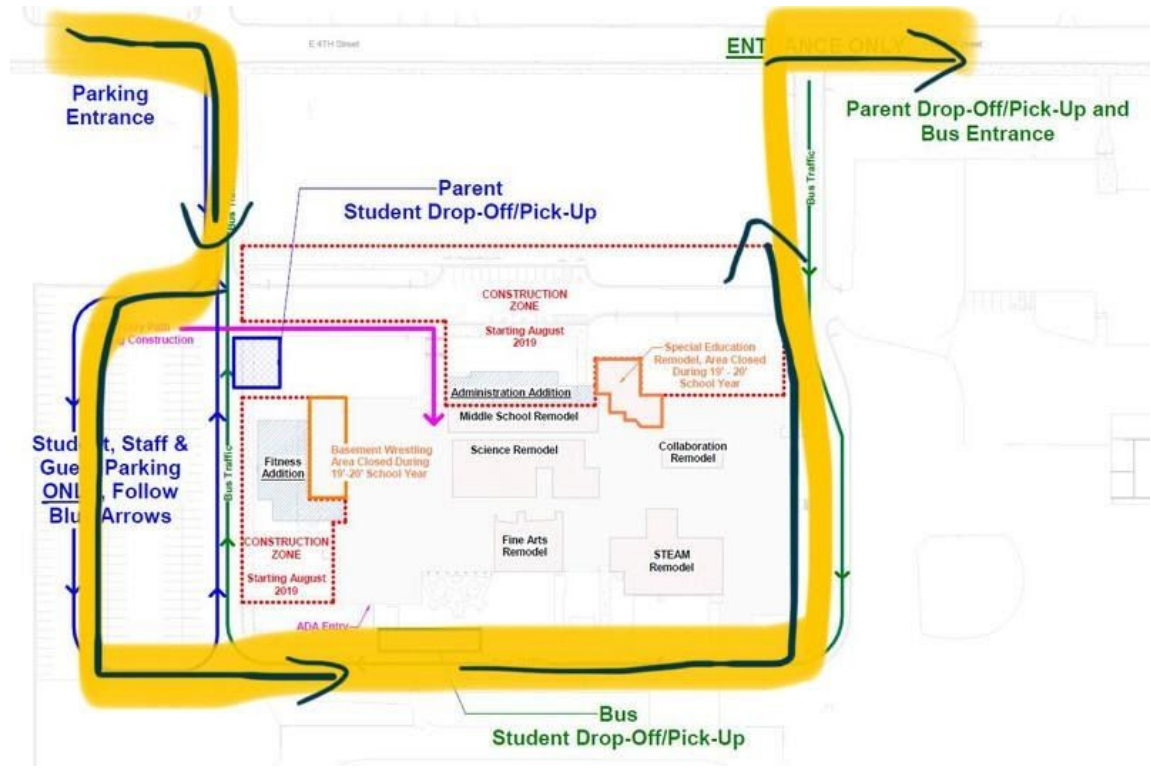 E 4TH Street
ENTRANCE ONLY
Parking
Entrance
Parent Drop-Off/Pick-Up and
Bus Entrance
Bus Traffic
Parent
Student Drop-Off/Pick-Up
CONSTRUCTION
ZONE
Starting August
2019
Path
Construction
Special Education
Remodel, Area Closed
During 19' - 20'
School Year
Administration Addition
Middle School Remodel
Student, Staff &
Guest Parking
ONLY, Follow
Blue Arrows
Bus Traffic
Fitness
Addition
Basement Wrestling
Area Closed During
19'-20' School Year
Science Remodel
Collaboration
Remodel
CONSTRUCTION
ZONE
Starting August
2019
Fine Arts
Remodel
STEAM
Remodel
ADA Entry
Bus
Student Drop-Off/Pick-Up